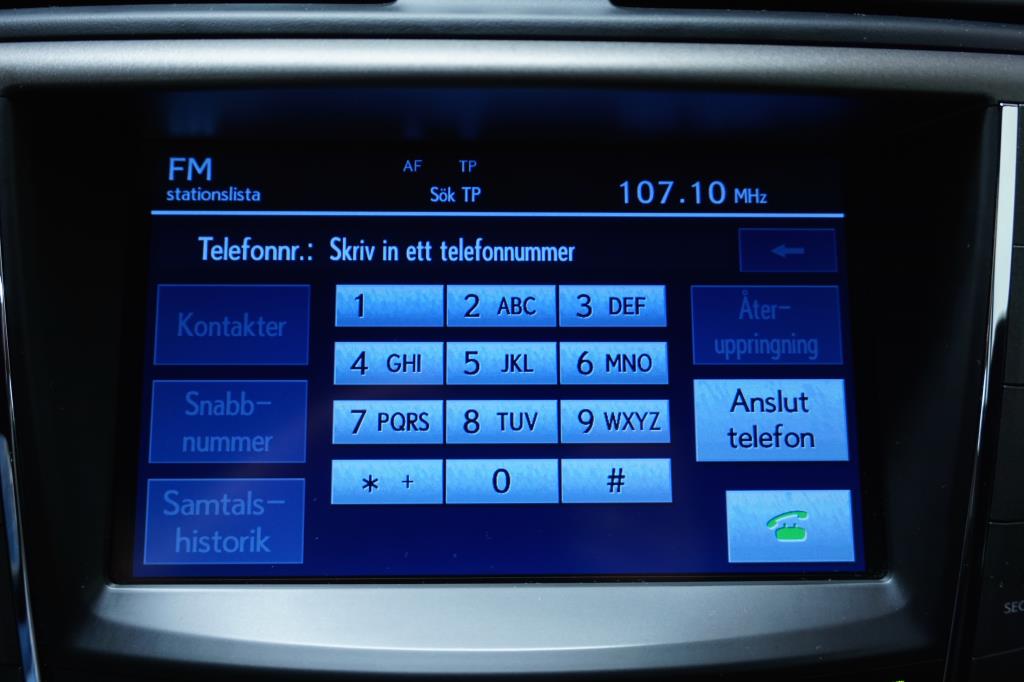 FM AF TP
stationslista Sök TP 107.10 MHz
Telefonnr.: Skriv in ett telefonnummer
Kontakter
Snabb-
nummer
Samtals-
historik
1 2 ABC 3 DEF
4 GHI 5 JKL 6 MNO
7 PQRS 8 TUV 9 WXYZ
* + 0 #
Åter-
uppringning
Anslut
telefon